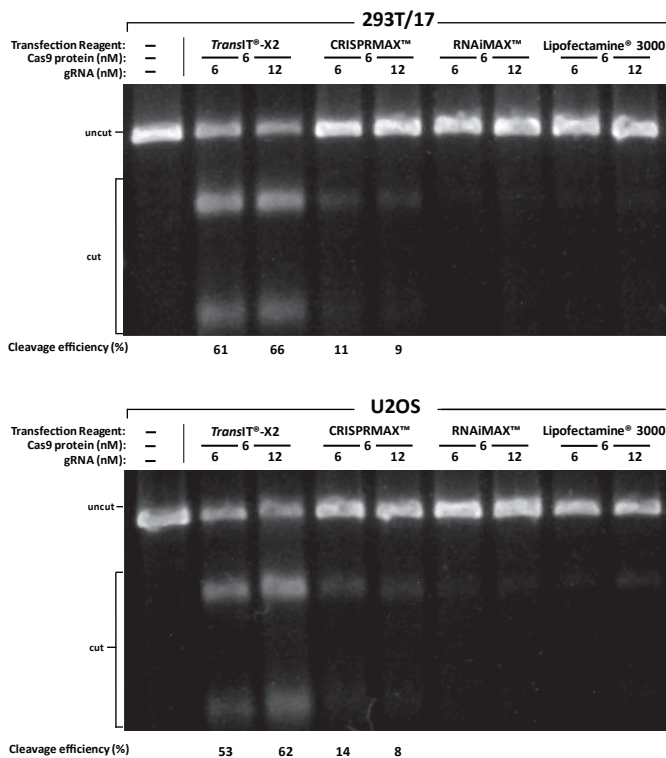 293T/17
Transfection Reagent: – TransIT®-X2 CRISPRMAX™ RNAiMAX™ Lipofectamine® 3000
Cas9 protein (nM): – 6 6 6 6
gRNA (nM): – 6 12 6 12 6 12 6 12
uncut
cut
Cleavage efficiency (%) 61 66 11 9
U2OS
Transfection Reagent: – TransIT®-X2 CRISPRMAX™ RNAiMAX™ Lipofectamine® 3000
Cas9 protein (nM): – 6 6 6 6
gRNA (nM): – 6 12 6 12 6 12 6 12
uncut
cut
Cleavage efficiency (%) 53 62 14 8